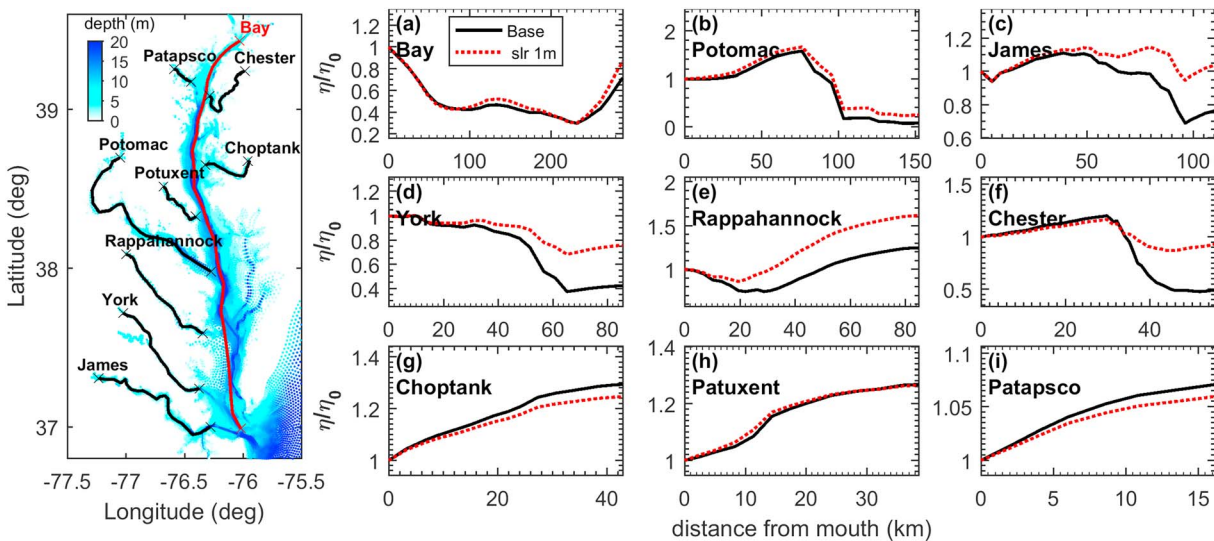 depth (m)
20
15
10
5
0
Bay
Patapsco
Chester
Potomac
Choptank
Potuxent
Rappahannock
York
James
39
38
37
Latitude (deg)
-77.5
-77
-76.5
-76
-75.5
Longitude (deg)
(a)
Bay
Base
slr 1m
η/η0
1.2
1
0.8
0.6
0.4
0.2
0
100
200
(b)
Potomac
2
1
0
0
50
100
150
(c)
James
1.2
1.0
0.8
0.6
0
50
100
(d)
York
1.2
1
0.8
0.6
0.4
0
20
40
60
80
(e)
Rappahannock
2.0
1.5
1
0.5
0
20
40
60
80
(f)
Chester
1.5
1
0.5
0
20
40
(g)
Choptank
η/η0
1.4
1.2
1
0
20
40
(h)
Patuxent
1.4
1.2
1
0
10
20
30
distance from mouth (km)
(i)
Patapsco
1.10
1.05
1
0
5
10
15